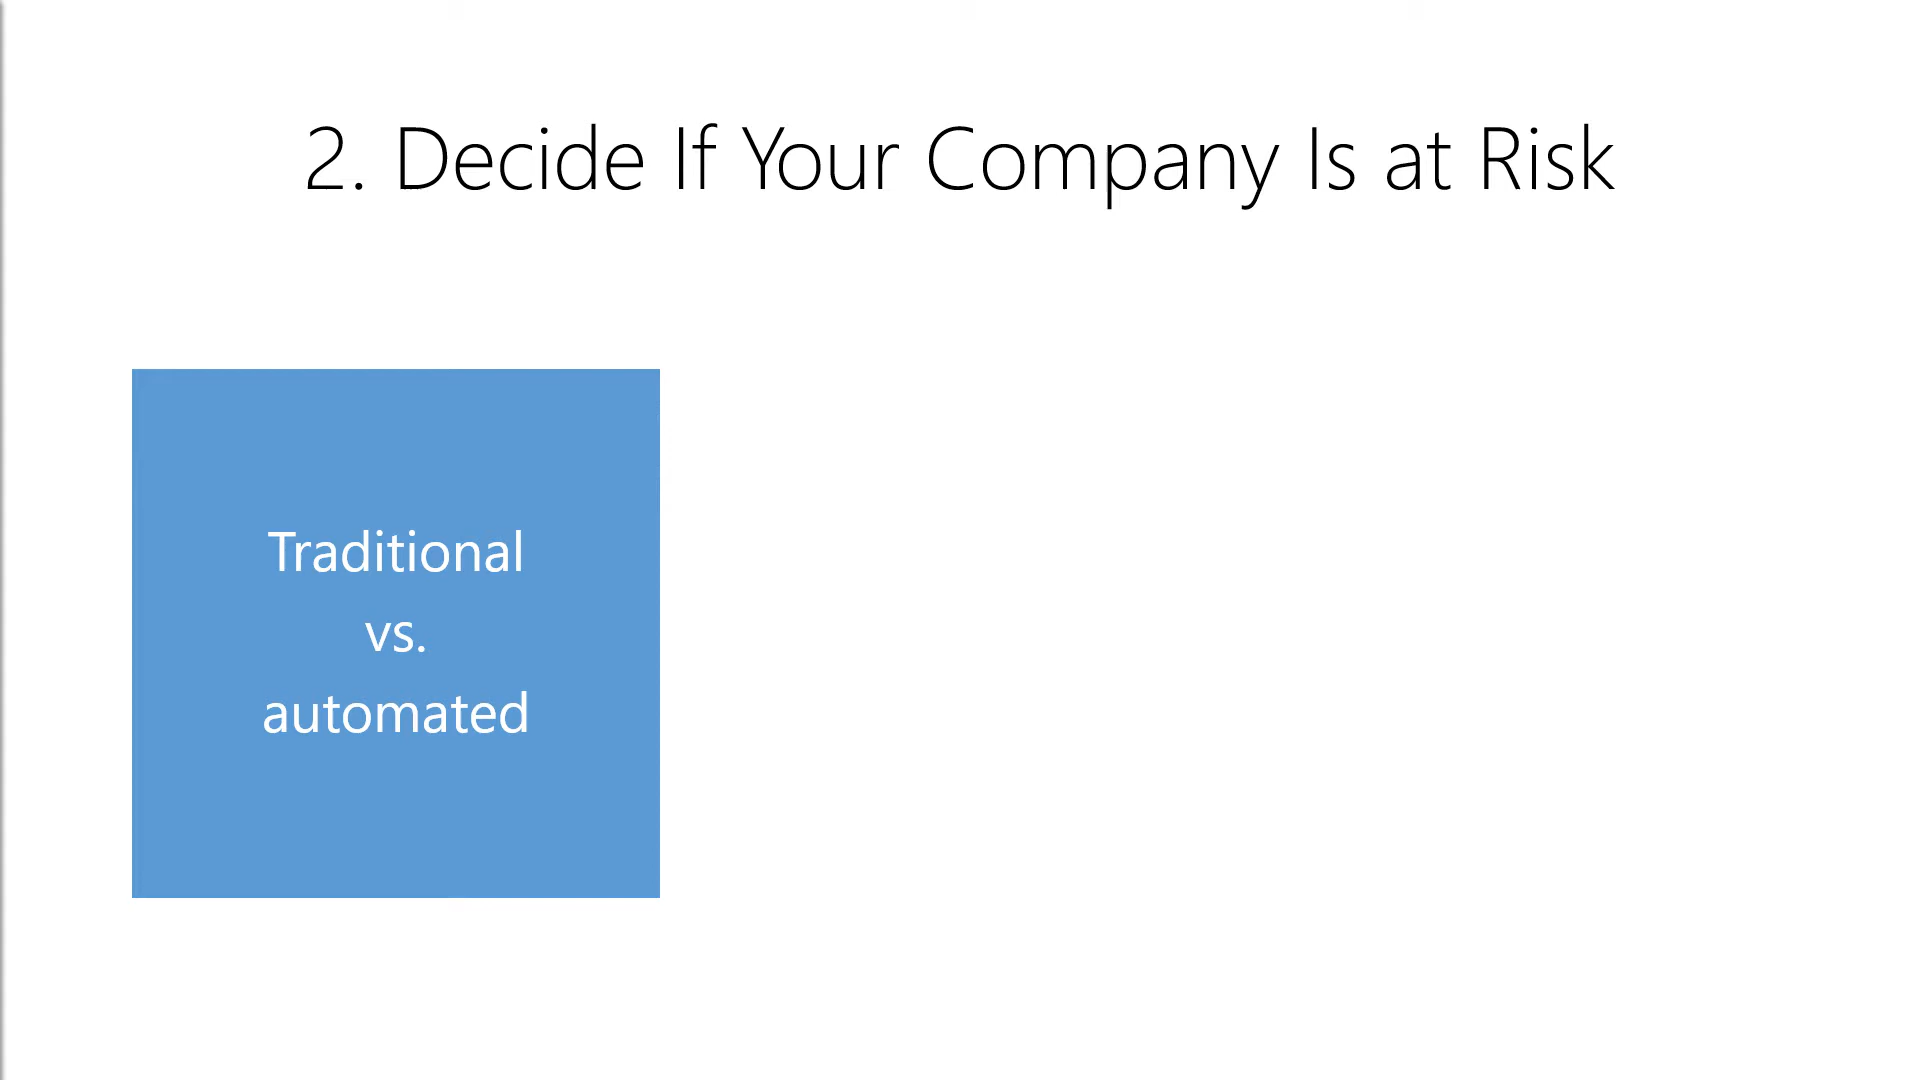 2. Decide If Your Company Is at Risk
Traditional
vs.
automated